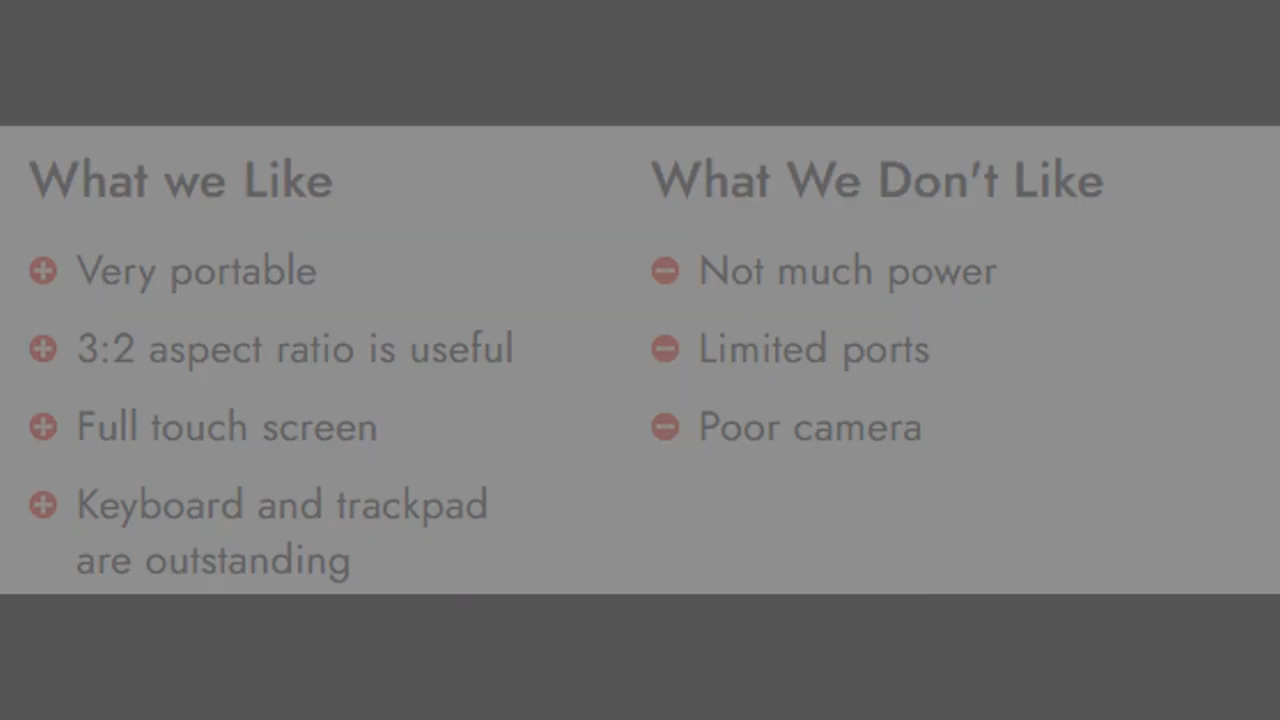 What we Like
Very portable
3:2 aspect ratio is useful
Full touch screen
Keyboard and trackpad
are outstanding
What We Don't Like
Not much power
Limited ports
Poor camera